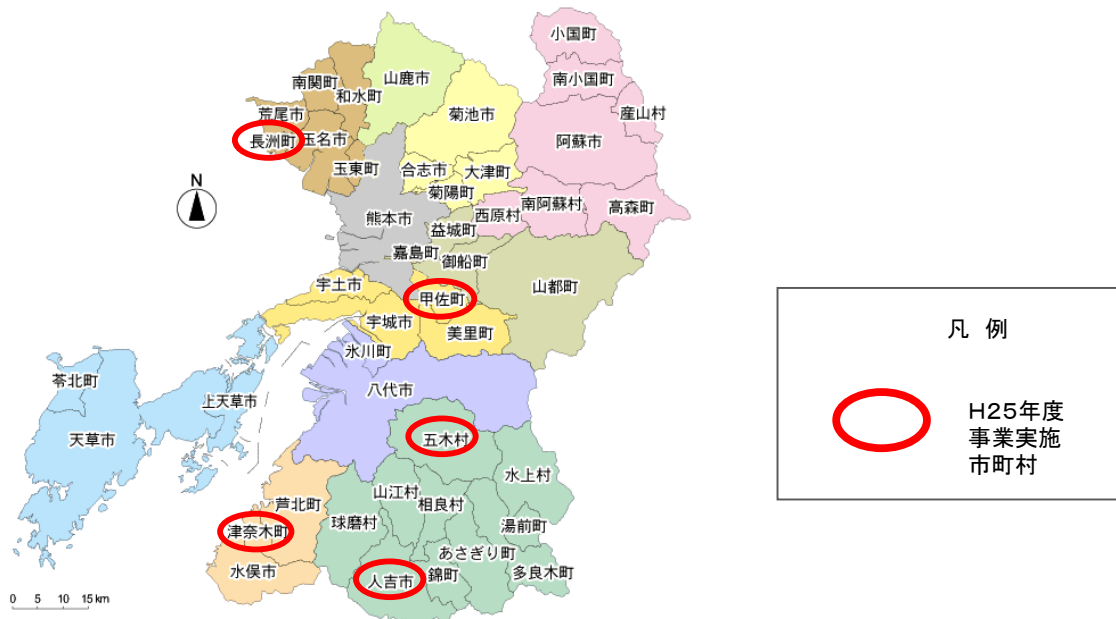 小国町
南小国町
産山村
南関町
和水町
山鹿市
菊池市
阿蘇市
荒尾市
長洲町
玉名市
玉東町
合志市
大津町
菊陽町
N
熊本市
益城町
西原村
南阿蘇村
高森町
嘉島町
御船町
山都町
宇土市
甲佐町
宇城市
美里町
氷川町
苓北町
上天草市
天草市
八代市
五木村
水上村
山江村
相良村
芦北町
球磨村
湯前町
津奈木町
あさぎり町
水俣市
人吉市
錦町
多良木町
0 5 10 15km
凡 例
H25年度
事業実施
市町村